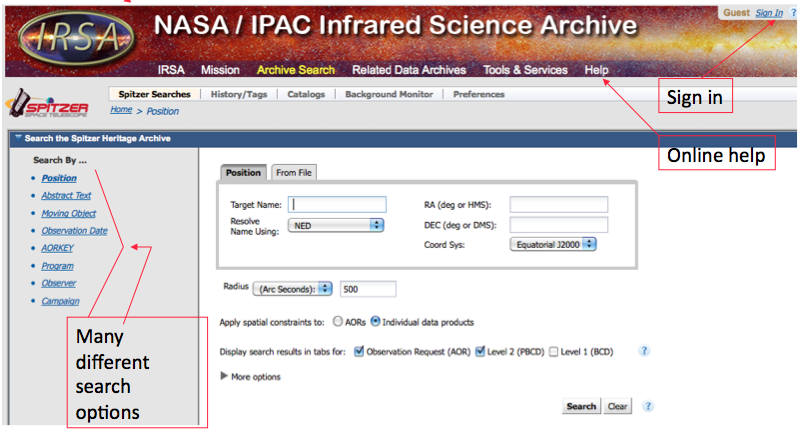 IRSA
NASA / IPAC Infrared Science Archive
Guest Sign In ?
IRSA Mission Archive Search Related Data Archives Tools & Services Help
Sign in
SPITZER
SPACE TELESCOPE
Spitzer Searches History/Tags Catalogs Background Monitor Preferences
Home > Position
Search the Spitzer Heritage Archive
Online help
Search By ...
Position
Abstract Text
Moving Object
Observation Date
AORKEY
Program
Observer
Campaign
Many
different
search
options
Position From File
Target Name:
Resolve
Name Using: NED
RA (deg or HMS):
DEC (deg or DMS):
Coord Sys: Equatorial J2000
Radius (Arc Seconds): 500
Apply spatial constraints to: AORs Individual data products
Display search results in tabs for: Observation Request (AOR) Level 2 (PBCD) Level 1 (BCD) ?
More options
Search Clear ?